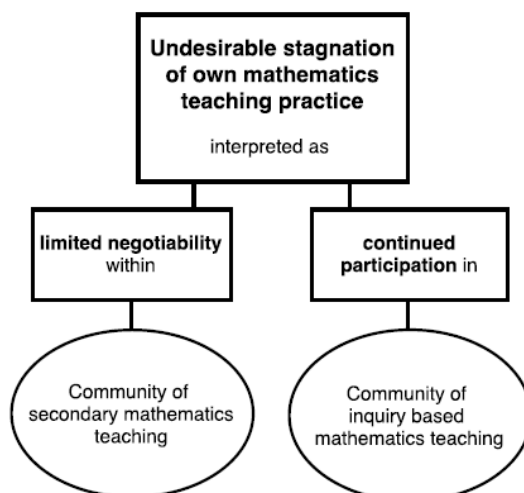 Undesirable stagnation
of own mathematics
teaching practice
interpreted as
limited negotiability
within
continued
participation in
Community of
secondary mathematics
teaching
Community of
inquiry based
mathematics teaching